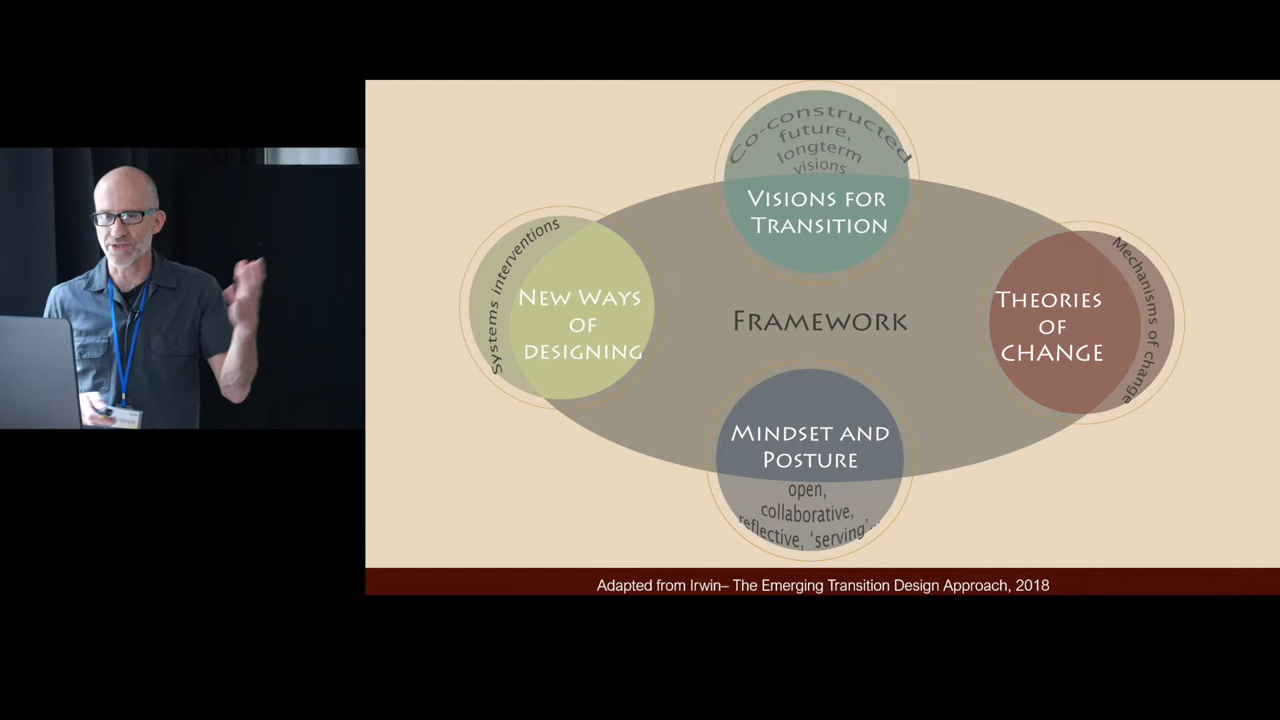 Co-constructed
future,
longterm
visions
VISIONS FOR
TRANSITION
Systems interventions
NEW WAYS
OF
DESIGNING
FRAMEWORK
THEORIES
OF
CHANGE
Mechanisms of change
MINDSET AND
POSTURE
open,
collaborative,
reflective, ‘serving’...
Adapted from Irwin– The Emerging Transition Design Approach, 2018